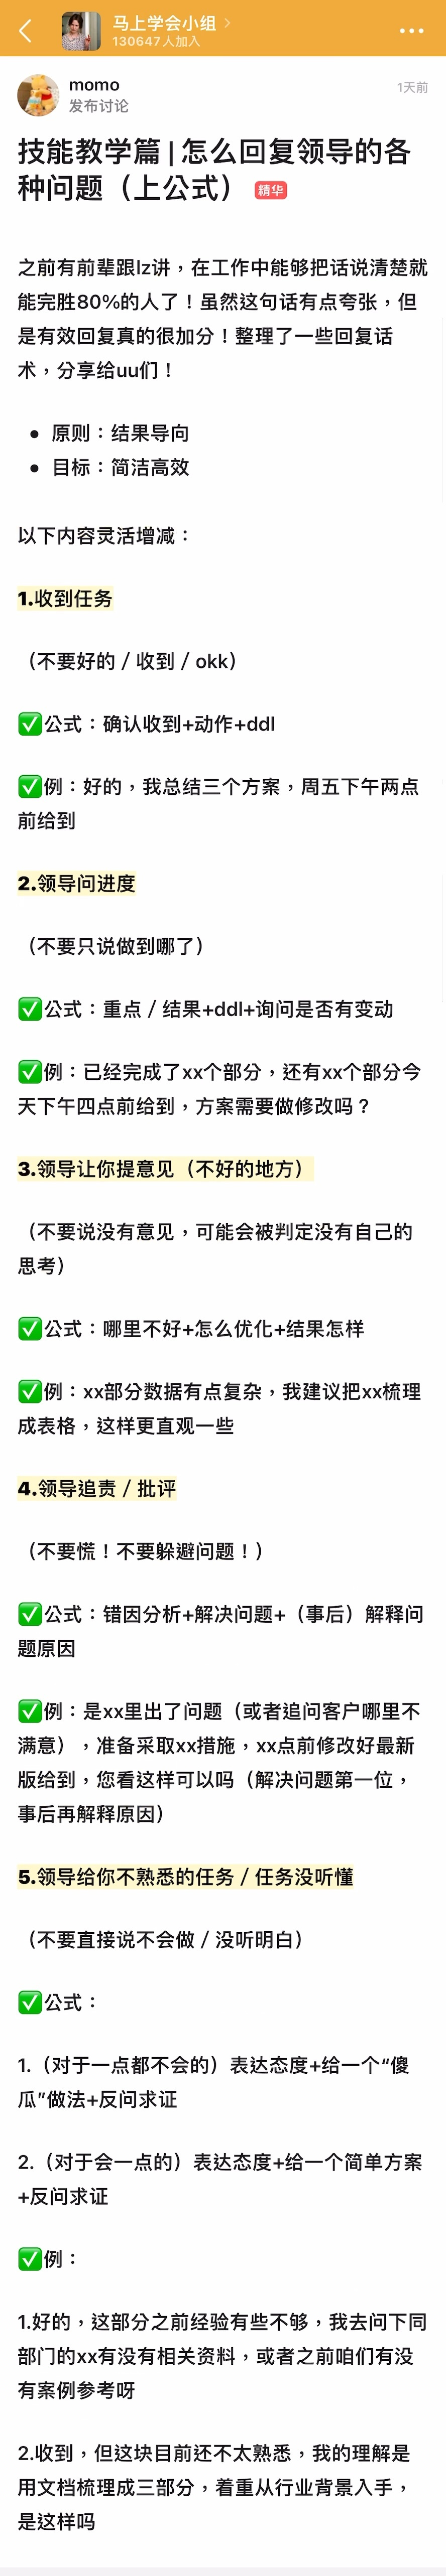 马上学会小组
130647人加入
momo
发布讨论
1天前
技能教学篇 | 怎么回复领导的各
种问题（上公式）
精华
之前有前辈跟lz讲，在工作中能够把话说清楚就
能完胜80%的人了！虽然这句话有点夸张，但
是有效回复真的很加分！整理了一些回复话
术，分享给uu们！
● 原则：结果导向
● 目标：简洁高效
以下内容灵活增减：
1.收到任务
（不要好的 / 收到 / okk）
✅公式：确认收到+动作+ddl
✅例：好的，我总结三个方案，周五下午两点
前给到
2.领导问进度
（不要只说做到哪了）
✅公式：重点 / 结果+ddl+询问是否有变动
✅例：已经完成了xx个部分，还有xx个部分今
天下午四点前给到，方案需要做修改吗？
3.领导让你提意见（不好的地方）
（不要说没有意见，可能会被判定没有自己的
思考）
✅公式：哪里不好+怎么优化+结果怎样
✅例：xx部分数据有点复杂，我建议把xx梳理
成表格，这样更直观一些
4.领导追责 / 批评
（不要慌！不要躲避问题！）
✅公式：错因分析+解决问题+（事后）解释问
题原因
✅例：是xx里出了问题（或者追问客户哪里不
满意），准备采取xx措施，xx点前修改好最新
版给到，您看这样可以吗（解决问题第一位，
事后再解释原因）
5.领导给你不熟悉的任务 / 任务没听懂
（不要直接说不会做 / 没听明白）
✅公式：
1.（对于一点都不会的）表达态度+给一个“傻
瓜”做法+反问求证
2.（对于会一点的）表达态度+给一个简单方案
+反问求证
✅例：
1.好的，这部分之前经验有些不够，我去问下同
部门的xx有没有相关资料，或者之前咱们有没
有案例参考呀
2.收到，但这块目前还不太熟悉，我的理解是
用文档梳理成三部分，着重从行业背景入手，
是这样吗